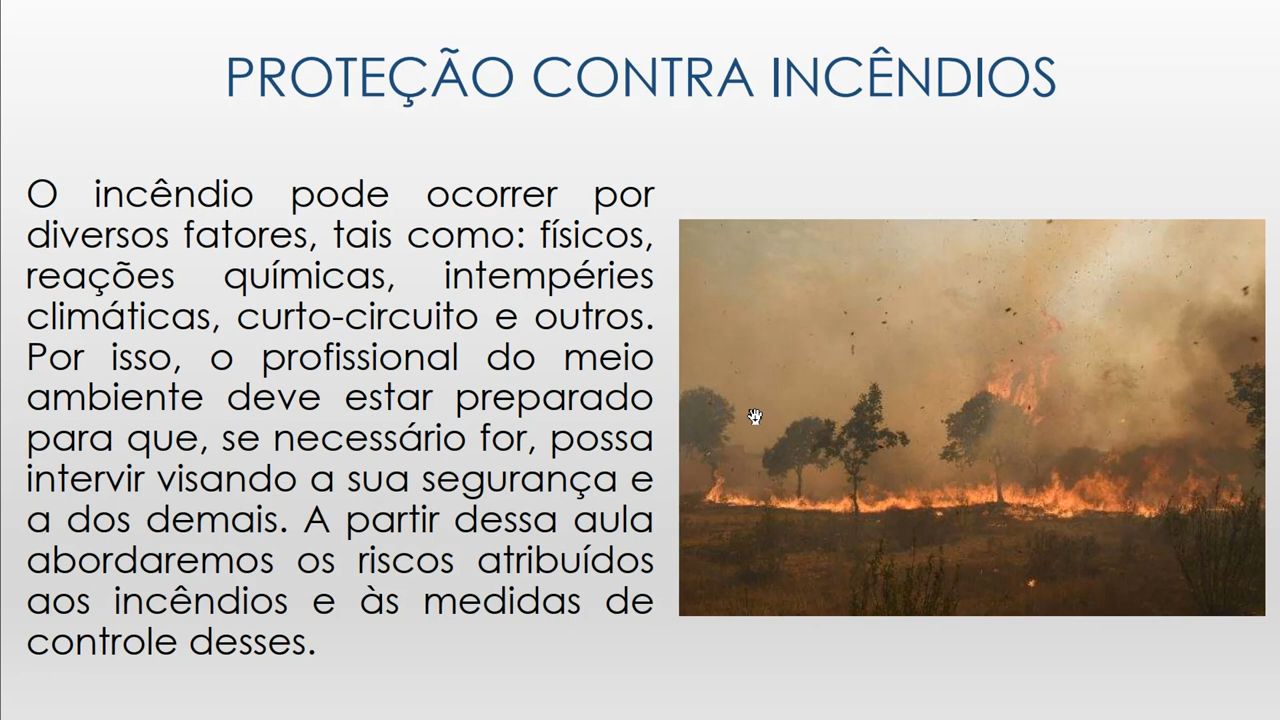 PROTEÇÃO CONTRA INCÊNDIOS
O incêndio pode ocorrer por
diversos fatores, tais como: físicos,
reações químicas, intempéries
climáticas, curto-circuito e outros.
Por isso, o profissional do meio
ambiente deve estar preparado
para que, se necessário for, possa
intervir visando a sua segurança e
a dos demais. A partir dessa aula
abordaremos os riscos atribuídos
aos incêndios e às medidas de
controle desses.